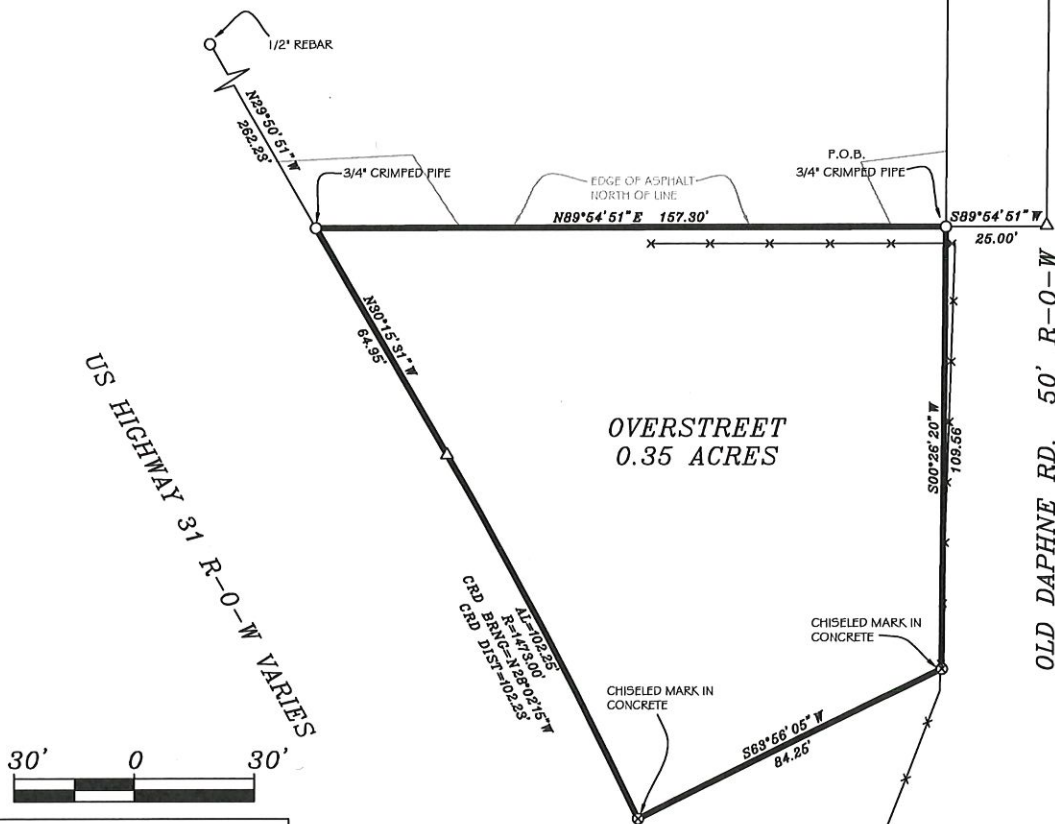 1/2" REBAR
N29°50'51"W
262.23'
3/4" CRIMPED PIPE
EDGE OF ASPHALT
NORTH OF LINE
P.O.B.
3/4" CRIMPED PIPE
N89°54'51"E 157.30'
S89°54'51"W
25.00'
N30°15'31"W
64.95'
US HIGHWAY 31 R-O-W VARIES
OVERSTREET
0.35 ACRES
S00°26'20"W
109.56'
OLD DAPHNE RD. 50' R-O-W
AL=102.25'
R=1473.00'
CRD BRNG=N28°02'15"W
CRD DIST=102.23'
CHISELED MARK IN
CONCRETE
CHISELED MARK IN
CONCRETE
S63°56'05"W
84.25'
30' 0 30'